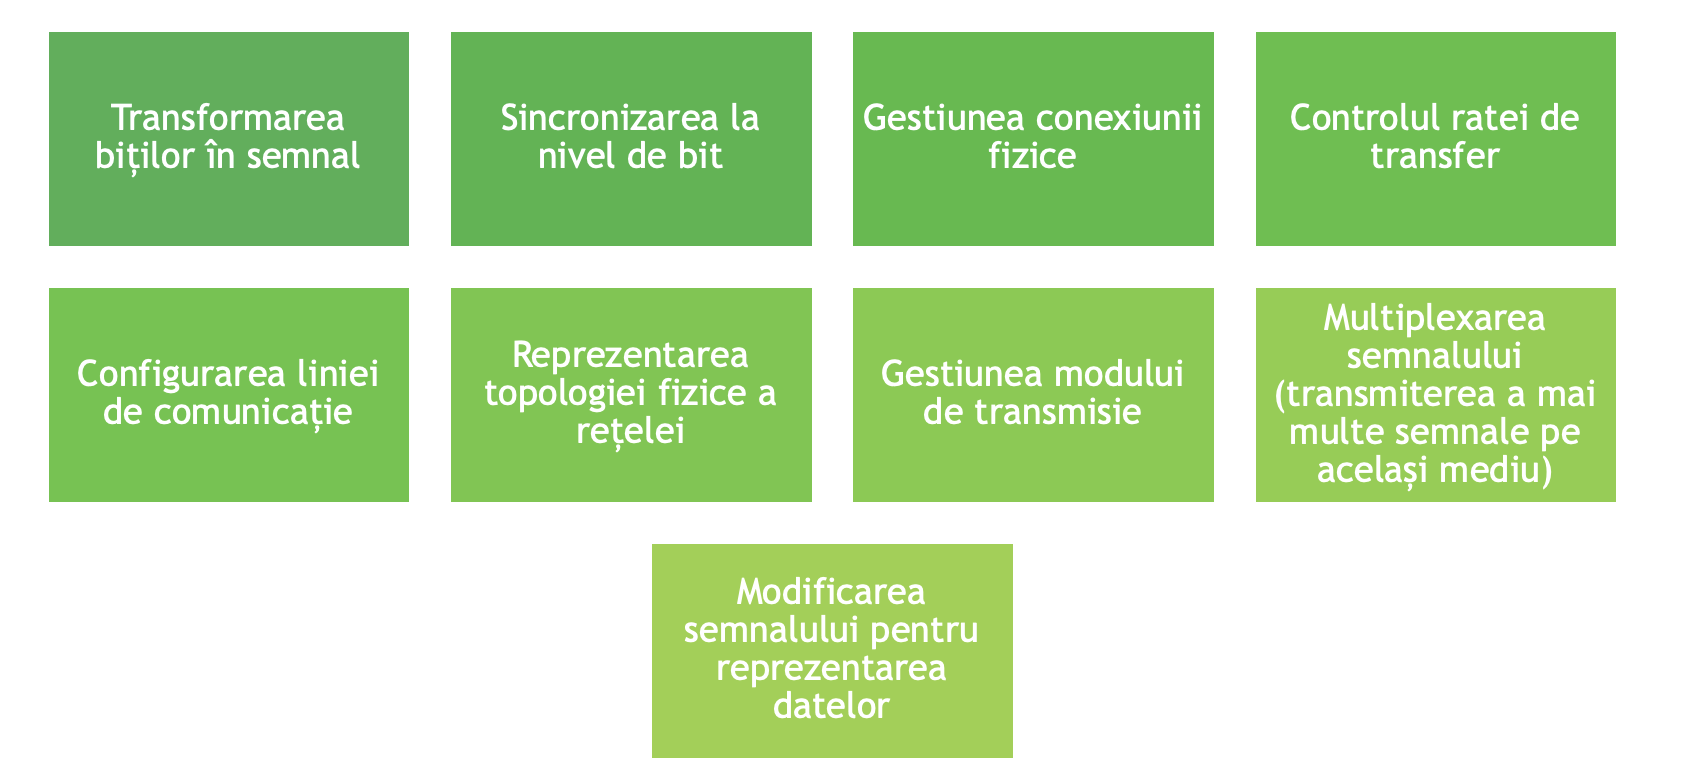 Transformarea
biților în semnal
Sincronizarea la
nivel de bit
Gestiunea conexiunii
fizice
Controlul ratei de
transfer
Configurarea liniei
de comunicație
Reprezentarea
topologiei fizice a
rețelei
Gestiunea modului
de transmisie
Multiplexarea
semnalului
(transmiterea a mai
multe semnale pe
același mediu)
Modificarea
semnalului pentru
reprezentarea
datelor